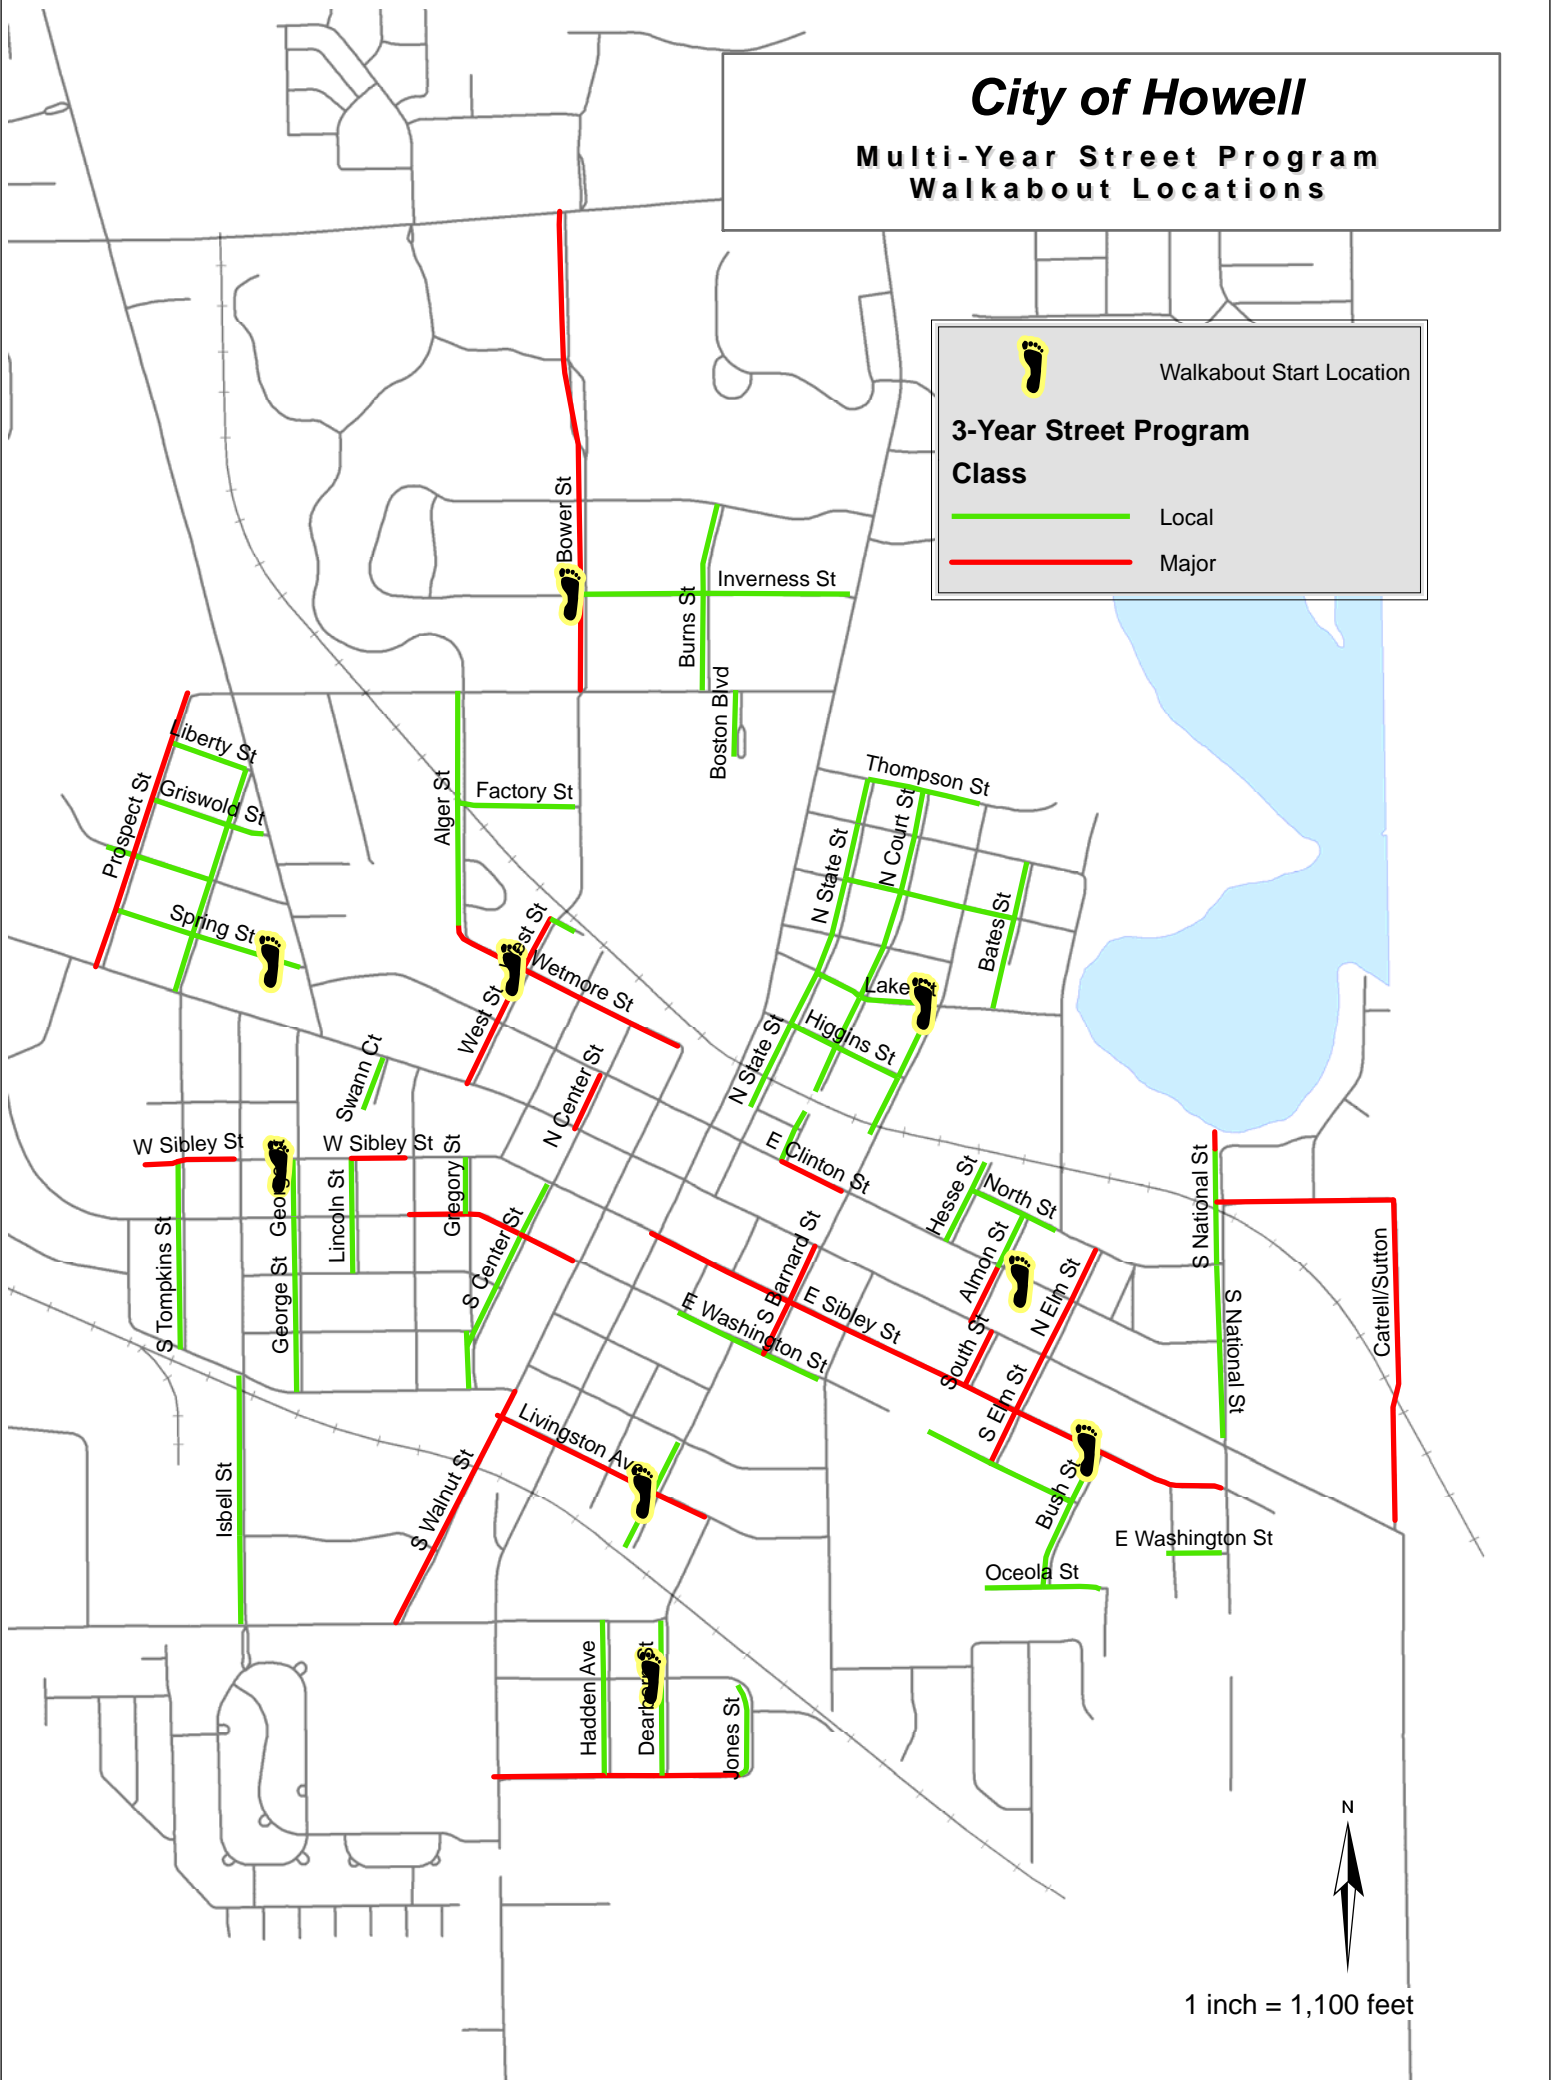 City of Howell
Multi-Year Street Program
Walkabout Locations
Walkabout Start Location
3-Year Street Program
Class
Local
Major
Bower St
Inverness St
Burns St
Boston Blvd
Liberty St
Griswold St
Prospect St
Spring St
Alger St
Factory St
Thompson St
N Court St
N State St
Bates St
West St
Wetmore St
Lake
Higgins St
N State St
West St
Swann Ct
N Center St
W Sibley St
W Sibley St
Gregory St
E Clinton St
Hesse St
North St
S National St
S Tompkins St
George St
Lincoln St
S Center St
S Barnard St
Almon St
N Elm St
Catrell/Sutton
E Washington St
E Sibley St
South St
S National St
S Elm St
Livingston Ave
Isbell St
S Walnut St
Bush St
E Washington St
Oceola St
Hadden Ave
Dearborn St
Jones St
N
1 inch = 1,100 feet